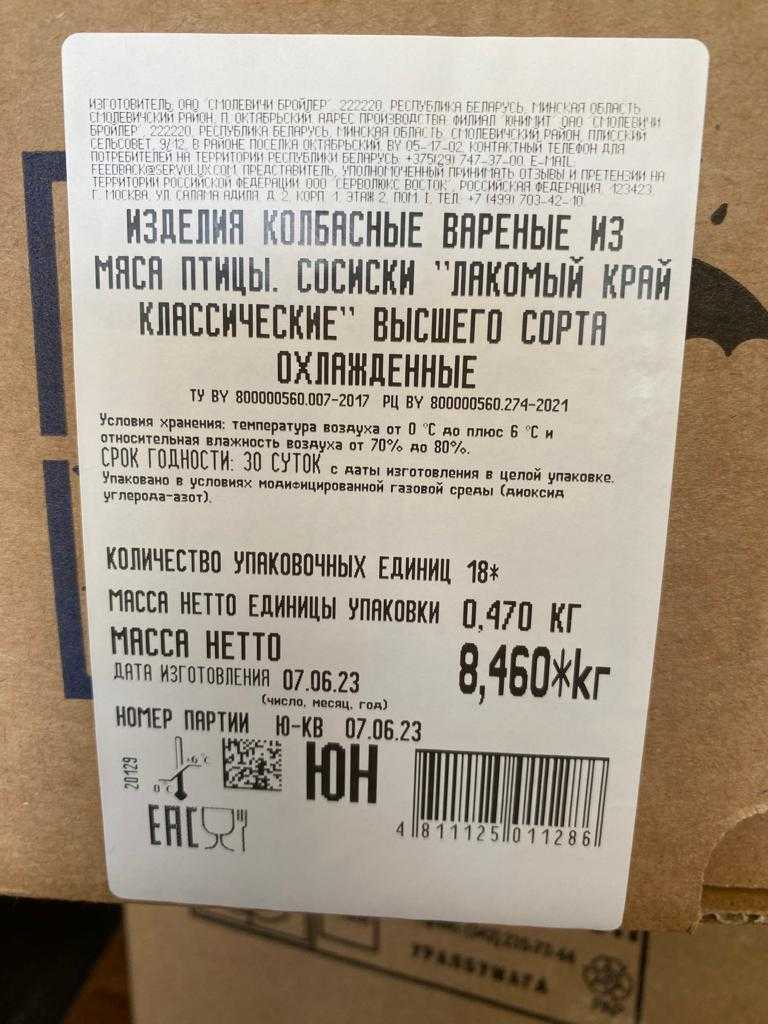 ИЗГОТОВИТЕЛЬ: ОАО "СМОЛЕВИЧИ БРОЙЛЕР", 222220, РЕСПУБЛИКА БЕЛАРУСЬ, МИНСКАЯ ОБЛАСТЬ,
СМОЛЕВИЧСКИЙ РАЙОН, П. ОКТЯБРЬСКИЙ. АДРЕС ПРОИЗВОДСТВА: ФИЛИАЛ "ЮНИМИТ" ОАО "СМОЛЕВИЧИ
БРОЙЛЕР", 222220, РЕСПУБЛИКА БЕЛАРУСЬ, МИНСКАЯ ОБЛАСТЬ, СМОЛЕВИЧСКИЙ РАЙОН, ПЛИССКИЙ
СЕЛЬСОВЕТ, 9/12, В РАЙОНЕ ПОСЕЛКА ОКТЯБРЬСКИЙ. BY 05-17-02. КОНТАКТНЫЙ ТЕЛЕФОН ДЛЯ
ПОТРЕБИТЕЛЕЙ НА ТЕРРИТОРИИ РЕСПУБЛИКИ БЕЛАРУСЬ: +375(29) 747-37-00, E-MAIL:
FEEDBACK@SERVOLUX.COM. ПРЕДСТАВИТЕЛЬ, УПОЛНОМОЧЕННЫЙ ПРИНИМАТЬ ОТЗЫВЫ И ПРЕТЕНЗИИ НА
ТЕРРИТОРИИ РОССИЙСКОЙ ФЕДЕРАЦИИ: ООО "СЕРВОЛЮКС ВОСТОК", РОССИЙСКАЯ ФЕДЕРАЦИЯ, 123423,
Г. МОСКВА, УЛ. САЛЯМА АДИЛЯ, Д. 2, КОРП. 1, ЭТАЖ 2, ПОМ. I. ТЕЛ. +7 (499) 703-42-10.
ИЗДЕЛИЯ КОЛБАСНЫЕ ВАРЕНЫЕ ИЗ
МЯСА ПТИЦЫ. СОСИСКИ "ЛАКОМЫЙ КРАЙ
КЛАССИЧЕСКИЕ" ВЫСШЕГО СОРТА
ОХЛАЖДЕННЫЕ
ТУ BY 800000560.007-2017 РЦ BY 800000560.274-2021
Условия хранения: температура воздуха от 0 °С до плюс 6 °С и
относительная влажность воздуха от 70% до 80%.
СРОК ГОДНОСТИ: 30 СУТОК с даты изготовления в целой упаковке.
Упаковано в условиях модифицированной газовой среды (диоксид
углерода-азот).
КОЛИЧЕСТВО УПАКОВОЧНЫХ ЕДИНИЦ 18*
МАССА НЕТТО ЕДИНИЦЫ УПАКОВКИ 0,470 КГ
МАССА НЕТТО 8,460*кг
ДАТА ИЗГОТОВЛЕНИЯ 07.06.23
(число, месяц, год)
НОМЕР ПАРТИИ Ю-КВ 07.06.23
20129
+6°С
0°С
ЮН
EAC
4 811125 011286